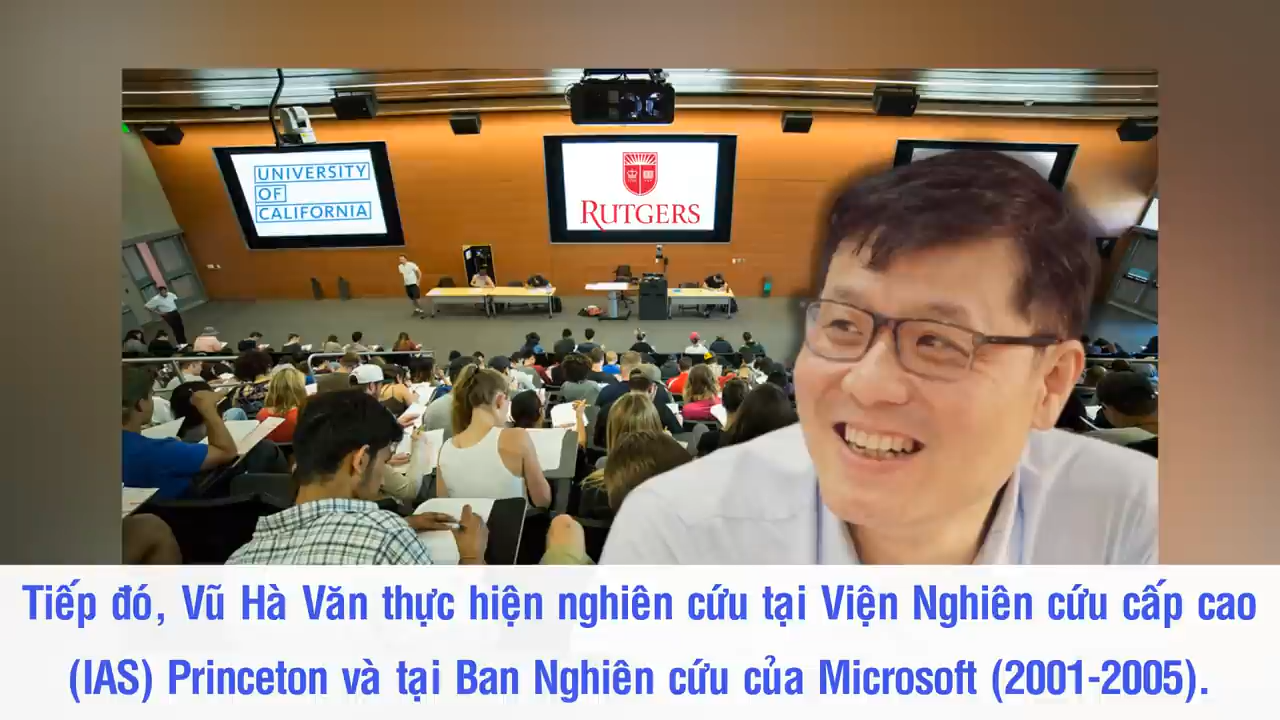 UNIVERSITY
OF
CALIFORNIA
RUTGERS
Tiếp đó, Vũ Hà Văn thực hiện nghiên cứu tại Viện Nghiên cứu cấp cao
(IAS) Princeton và tại Ban Nghiên cứu của Microsoft (2001-2005).